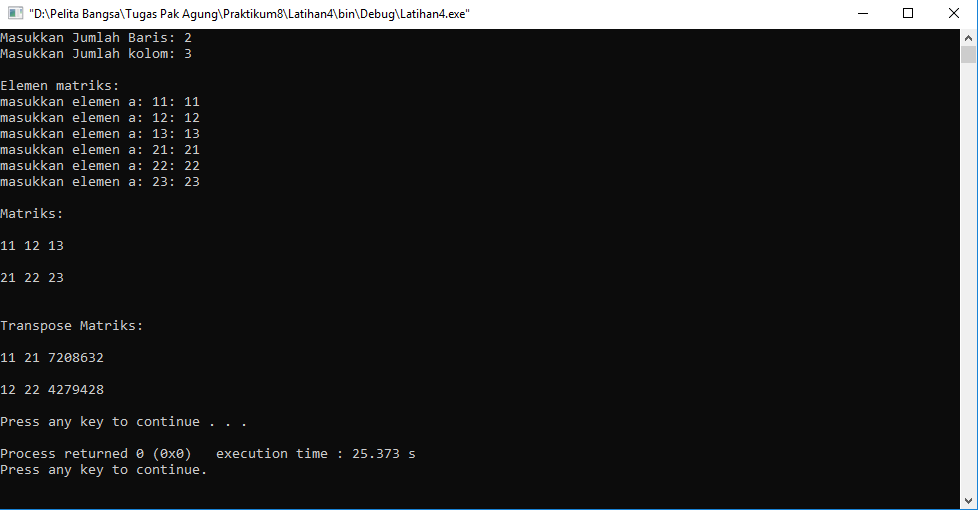 "D:\Pelita Bangsa\Tugas Pak Agung\Praktikum8\Latihan4\bin\Debug\Latihan4.exe"
Masukkan Jumlah Baris: 2
Masukkan Jumlah kolom: 3
Elemen matriks:
masukkan elemen a: 11: 11
masukkan elemen a: 12: 12
masukkan elemen a: 13: 13
masukkan elemen a: 21: 21
masukkan elemen a: 22: 22
masukkan elemen a: 23: 23
Matriks:
11 12 13
21 22 23
Transpose Matriks:
11 21 7208632
12 22 4279428
Press any key to continue . . .
Process returned 0 (0x0)   execution time : 25.373 s
Press any key to continue.